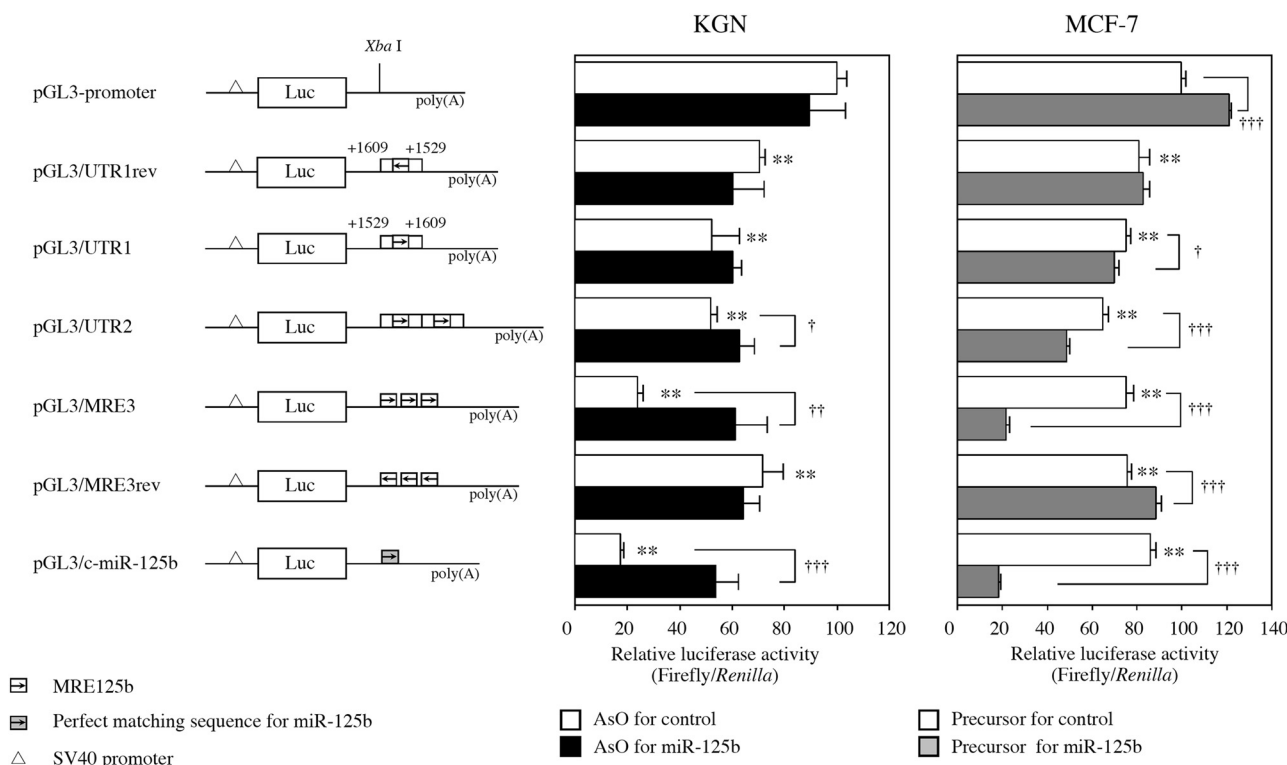 KGN
MCF-7
Xba I
pGL3-promoter
Luc
poly(A)
†††
+1609 +1529
pGL3/UTR1rev
Luc
poly(A)
**
**
+1529 +1609
pGL3/UTR1
Luc
poly(A)
**
**
†
pGL3/UTR2
Luc
poly(A)
**
†
**
†††
pGL3/MRE3
Luc
poly(A)
**
††
**
†††
pGL3/MRE3rev
Luc
poly(A)
**
**
†††
pGL3/c-miR-125b
Luc
poly(A)
**
†††
**
†††
0 20 40 60 80 100 120
0 20 40 60 80 100 120 140
Relative luciferase activity
(Firefly/Renilla)
Relative luciferase activity
(Firefly/Renilla)
MRE125b
Perfect matching sequence for miR-125b
SV40 promoter
AsO for control
AsO for miR-125b
Precursor for control
Precursor for miR-125b